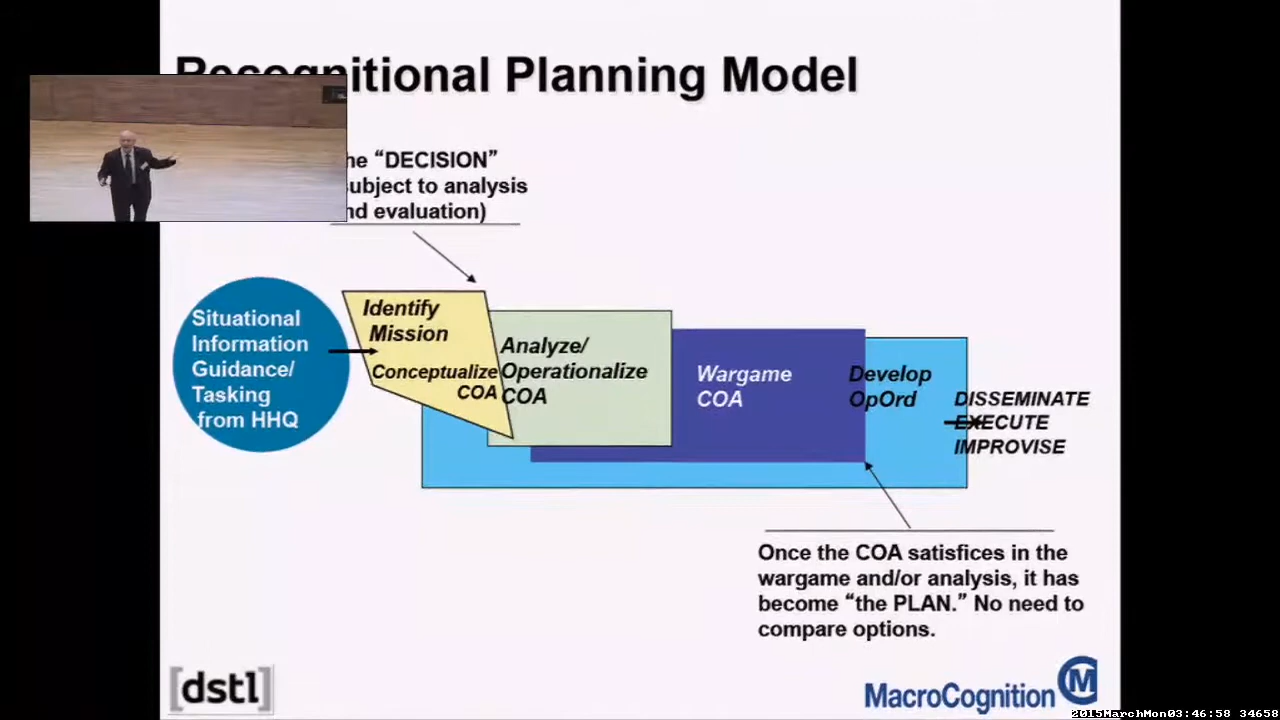 Recognitional Planning Model
he “DECISION”
subject to analysis
nd evaluation)
Situational
Information
Guidance/
Tasking
from HHQ
Identify
Mission
Conceptualize
COA
Analyze/
Operationalize
COA
Wargame
COA
Develop
OpOrd
DISSEMINATE
EXECUTE
IMPROVISE
Once the COA satisfices in the
wargame and/or analysis, it has
become “the PLAN.” No need to
compare options.
[dstl]
MacroCognition M
2015MarchMon03:46:58 34658